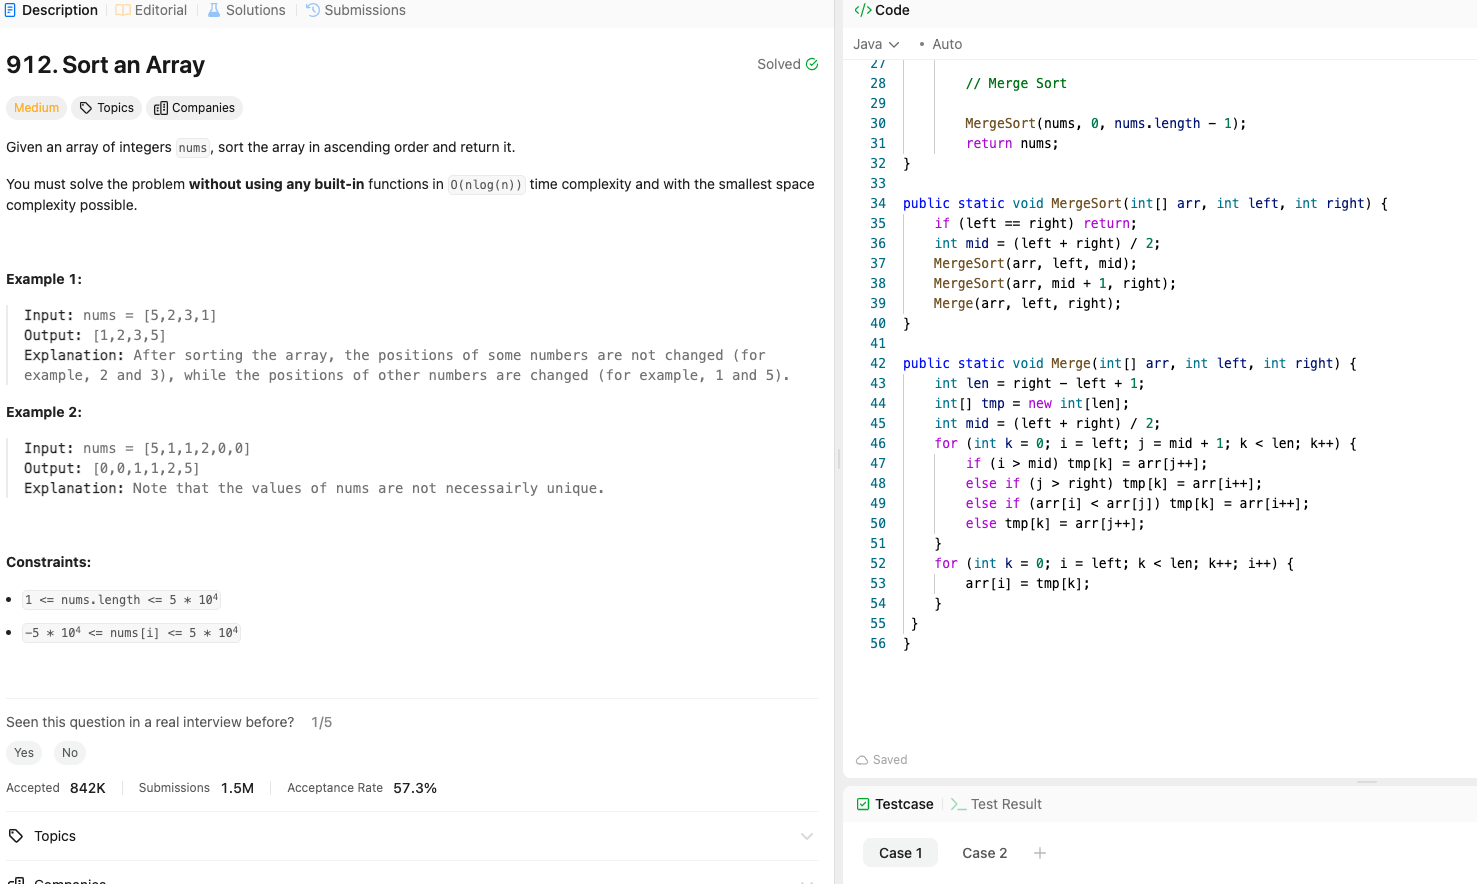 Description
Editorial
Solutions
Submissions
912. Sort an Array
Solved
Medium
Topics
Companies
Given an array of integers nums, sort the array in ascending order and return it.
You must solve the problem without using any built-in functions in O(nlog(n)) time complexity and with the smallest space
complexity possible.
Example 1:
Input: nums = [5,2,3,1]
Output: [1,2,3,5]
Explanation: After sorting the array, the positions of some numbers are not changed (for
example, 2 and 3), while the positions of other numbers are changed (for example, 1 and 5).
Example 2:
Input: nums = [5,1,1,2,0,0]
Output: [0,0,1,1,2,5]
Explanation: Note that the values of nums are not necessairly unique.
Constraints:
• 1 <= nums.length <= 5 * 10⁴
• -5 * 10⁴ <= nums[i] <= 5 * 10⁴
Seen this question in a real interview before? 1/5
Yes No
Accepted 842K Submissions 1.5M Acceptance Rate 57.3%
Topics
Companies
</> Code
Java • Auto
27
28 // Merge Sort
29
30 MergeSort(nums, 0, nums.length - 1);
31 return nums;
32 }
33
34 public static void MergeSort(int[] arr, int left, int right) {
35 if (left == right) return;
36 int mid = (left + right) / 2;
37 MergeSort(arr, left, mid);
38 MergeSort(arr, mid + 1, right);
39 Merge(arr, left, right);
40 }
41
42 public static void Merge(int[] arr, int left, int right) {
43 int len = right - left + 1;
44 int[] tmp = new int[len];
45 int mid = (left + right) / 2;
46 for (int k = 0; i = left; j = mid + 1; k < len; k++) {
47 if (i > mid) tmp[k] = arr[j++];
48 else if (j > right) tmp[k] = arr[i++];
49 else if (arr[i] < arr[j]) tmp[k] = arr[i++];
50 else tmp[k] = arr[j++];
51 }
52 for (int k = 0; i = left; k < len; k++; i++) {
53 arr[i] = tmp[k];
54 }
55 }
56 }
Saved
Testcase
Test Result
Case 1 Case 2 +